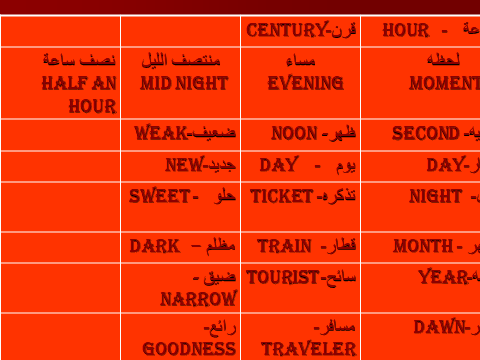 قرن-CENTURY
HOUR -
لحظه
MOMENT
مساء
EVENING
منتصف الليل
MID NIGHT
نصف ساعة
HALF AN
HOUR
SECOND -
ظهر- NOON
ضعيف-WEAK
DAY-
يوم - DAY
جديد-NEW
NIGHT -
تذكره- TICKET
حلو - SWEET
MONTH -
قطار- TRAIN
مظلم – DARK
YEAR-
سائح-TOURIST
ضيق -
NARROW
DAWN-
مسافر-
TRAVELER
رائع-
GOODNESS